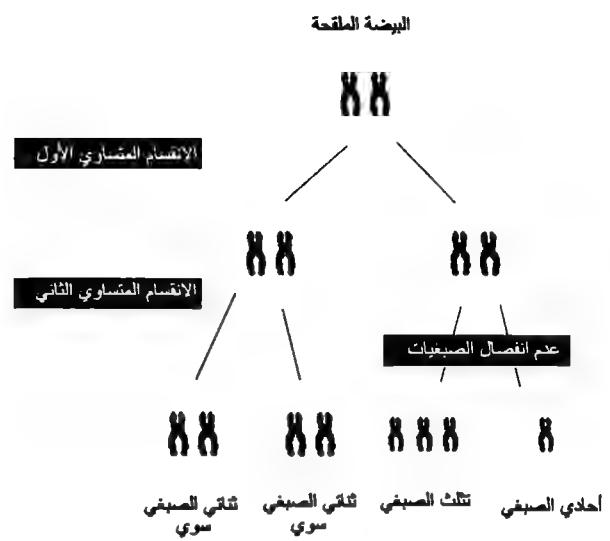 البيضة الملقحة
الانقسام المتساوي الأول
الانقسام المتساوي الثاني
عدم انفصال الصبغيات
ثنائي الصبغي
سوي
ثنائي الصبغي
سوي
تثلث الصبغي
أحادي الصبغي